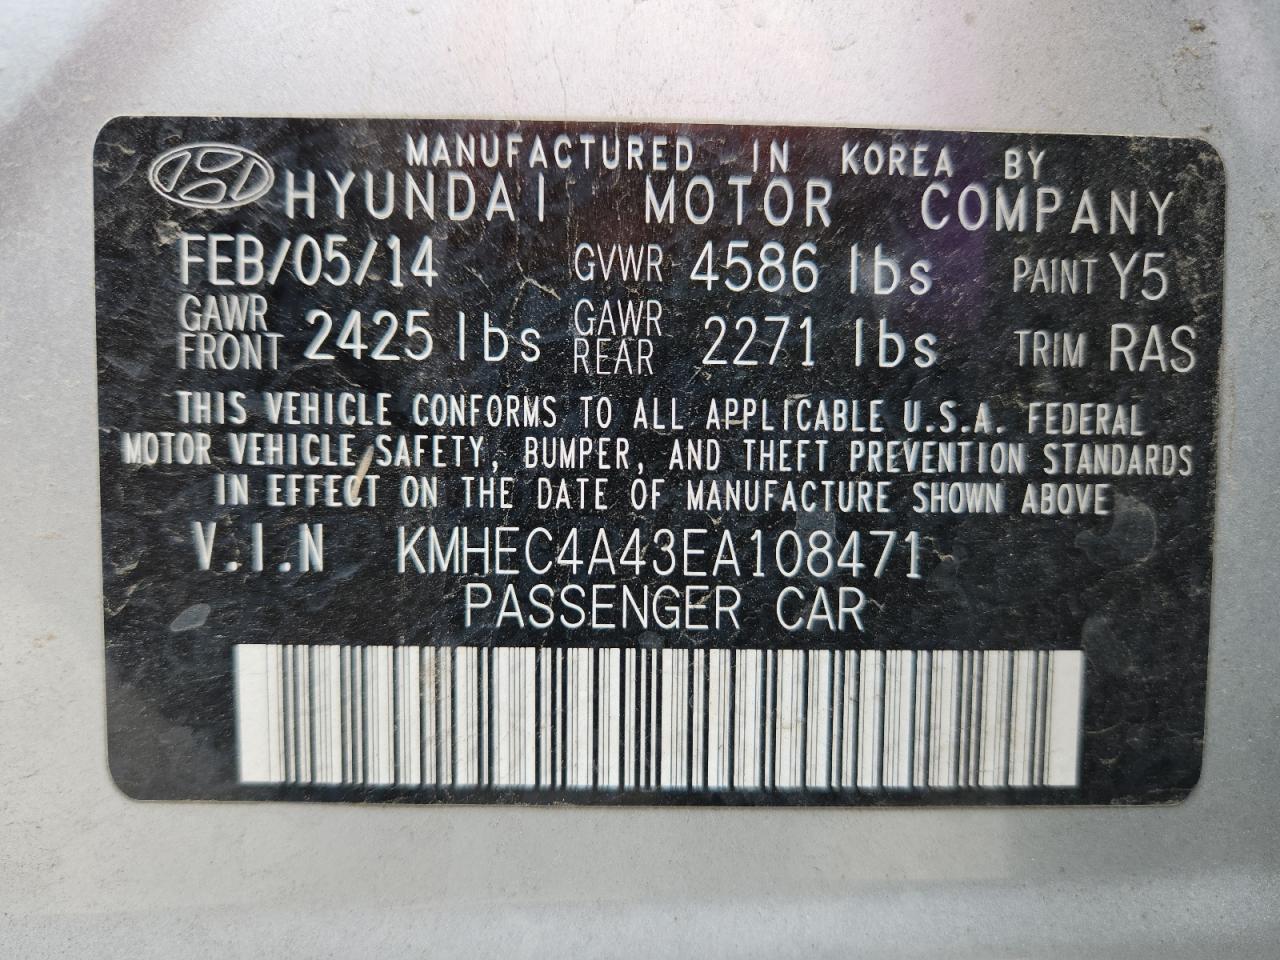 MANUFACTURED IN KOREA BY
HYUNDAI MOTOR COMPANY
FEB/05/14 GVWR 4586 lbs PAINT Y5
GAWR FRONT 2425 lbs GAWR REAR 2271 lbs TRIM RAS
THIS VEHICLE CONFORMS TO ALL APPLICABLE U.S.A. FEDERAL
MOTOR VEHICLE SAFETY, BUMPER, AND THEFT PREVENTION STANDARDS
IN EFFECT ON THE DATE OF MANUFACTURE SHOWN ABOVE
V.I.N KMHEC4A43EA108471
PASSENGER CAR